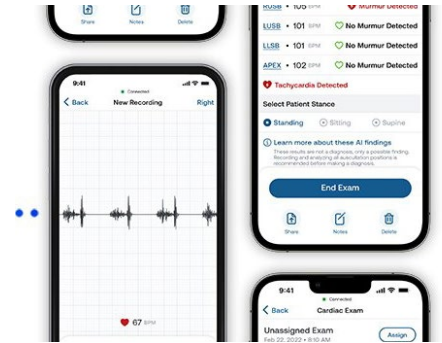 Share Notes Delete
9:41
Connected
Back New Recording Right
67 BPM
RUSB • 105 BPM Murmur Detected
LUSB • 101 BPM No Murmur Detected
LLSB • 101 BPM No Murmur Detected
APEX • 102 BPM No Murmur Detected
Tachycardia Detected
Select Patient Stance
Standing Sitting Supine
Learn more about these AI findings
These results are not a diagnosis, only a possible finding.
Recording and analyzing all auscultation positions is
recommended before making a diagnosis.
End Exam
Share Notes Delete
9:41
Connected
Back Cardiac Exam
Unassigned Exam
Feb 22, 2022 • 8:10 AM
Assign